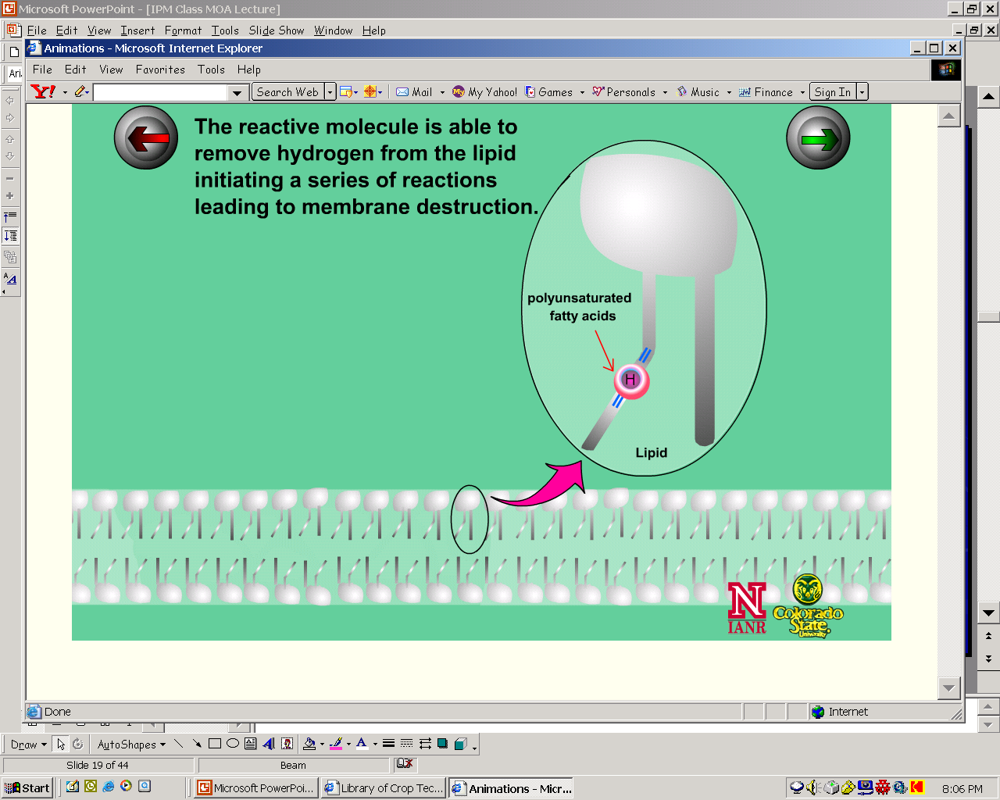 Microsoft PowerPoint - [IPM Class MOA Lecture]
File Edit View Insert Format Tools Slide Show Window Help
Animations - Microsoft Internet Explorer
Ari
File Edit View Favorites Tools Help
Y! Search Web Mail My Yahoo! Games Personals Music Finance Sign In
The reactive molecule is able to
remove hydrogen from the lipid
initiating a series of reactions
leading to membrane destruction.
polyunsaturated
fatty acids
H
Lipid
N
IANR
Colorado
State
University
Done
Internet
Draw AutoShapes
Slide 19 of 44
Beam
Start
Microsoft PowerPoi...
Library of Crop Tec...
Animations - Micr...
8:06 PM